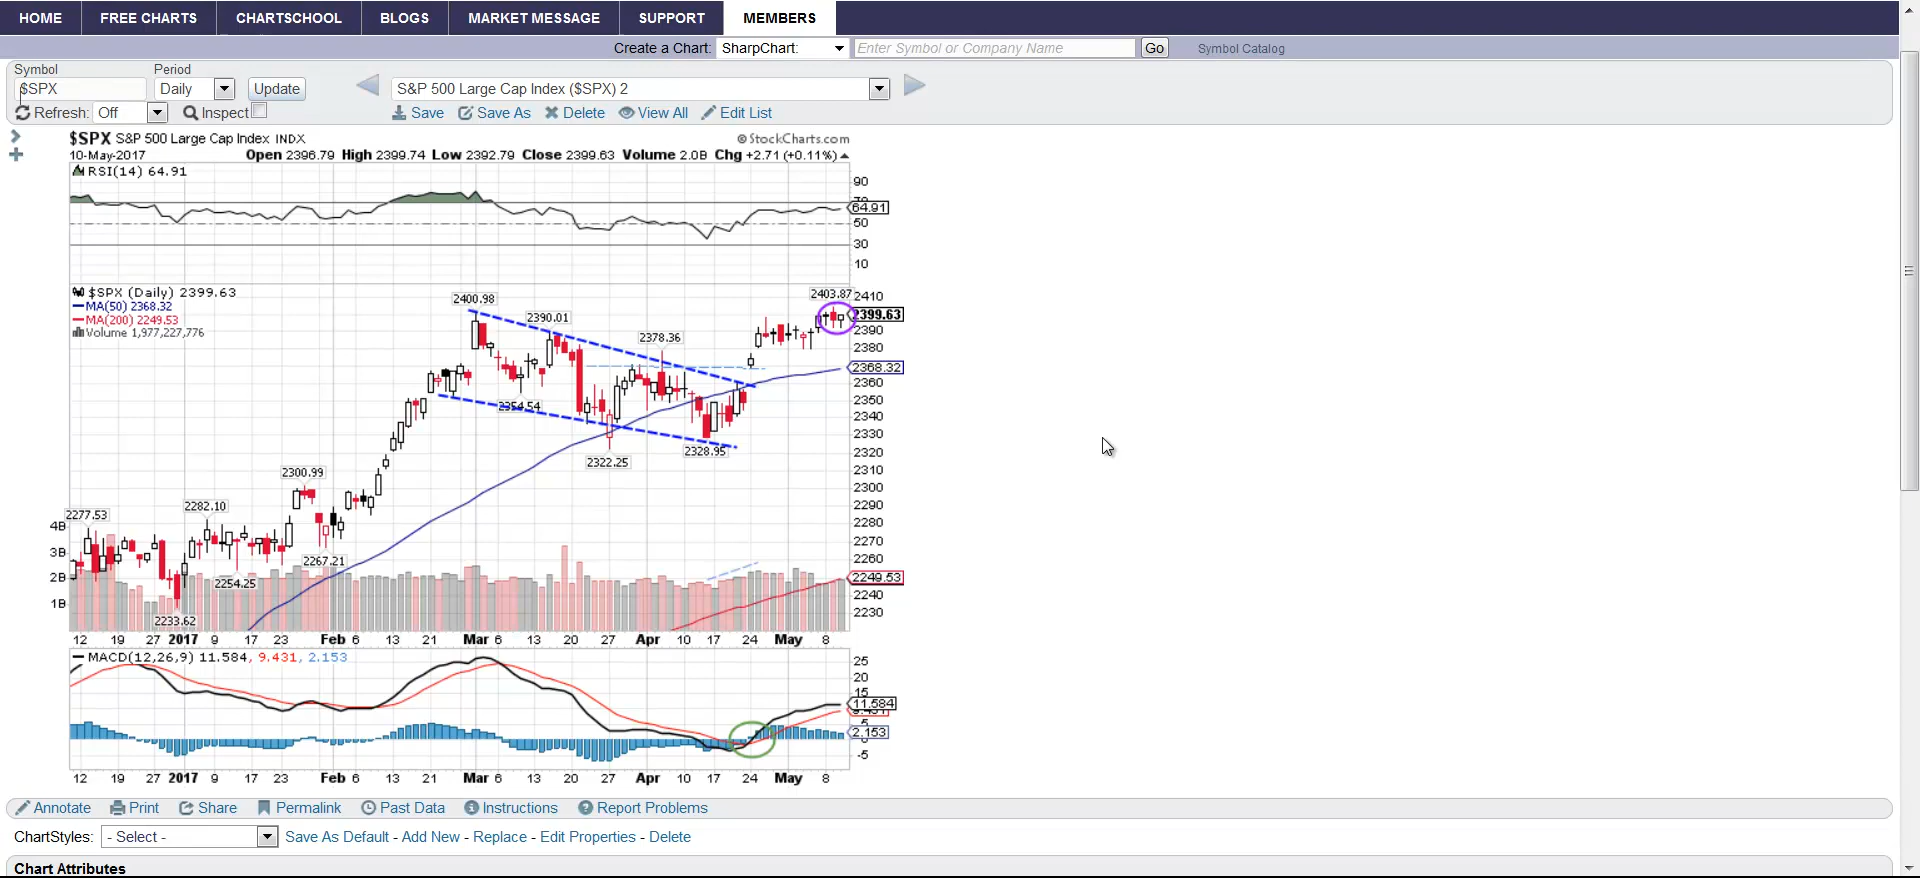 HOME FREE CHARTS CHARTSCHOOL BLOGS MARKET MESSAGE SUPPORT MEMBERS
Create a Chart: SharpChart: Enter Symbol or Company Name Go Symbol Catalog
Symbol Period
$SPX Daily Update S&P 500 Large Cap Index ($SPX) 2
Refresh: Off Inspect Save Save As Delete View All Edit List
$SPX S&P 500 Large Cap Index INDX © StockCharts.com
10-May-2017 Open 2396.79 High 2399.74 Low 2392.79 Close 2399.63 Volume 2.0B Chg +2.71 (+0.11%)
RSI(14) 64.91
90
70
64.91
50
30
10
$SPX (Daily) 2399.63
MA(50) 2368.32
MA(200) 2249.53
Volume 1,977,227,776
2403.87
2410
2400.98
2399.63
2390.01
2390
2378.36
2380
2368.32
2360
2354.54
2350
2340
2330
2328.95
2322.25
2320
2310
2300.99
2300
2290
2282.10
2280
2277.53
2270
2267.21
2260
2254.25
2249.53
2240
2233.62
2230
4B
3B
2B
1B
12 19 27 2017 9 17 23 Feb 6 13 21 Mar 6 13 20 27 Apr 10 17 24 May 8
MACD(12,26,9) 11.584, 9.431, 2.153
25
20
15
11.584
9.431
5
2.153
-5
12 19 27 2017 9 17 23 Feb 6 13 21 Mar 6 13 20 27 Apr 10 17 24 May 8
Annotate Print Share Permalink Past Data Instructions Report Problems
ChartStyles: - Select - Save As Default - Add New - Replace - Edit Properties - Delete
Chart Attributes